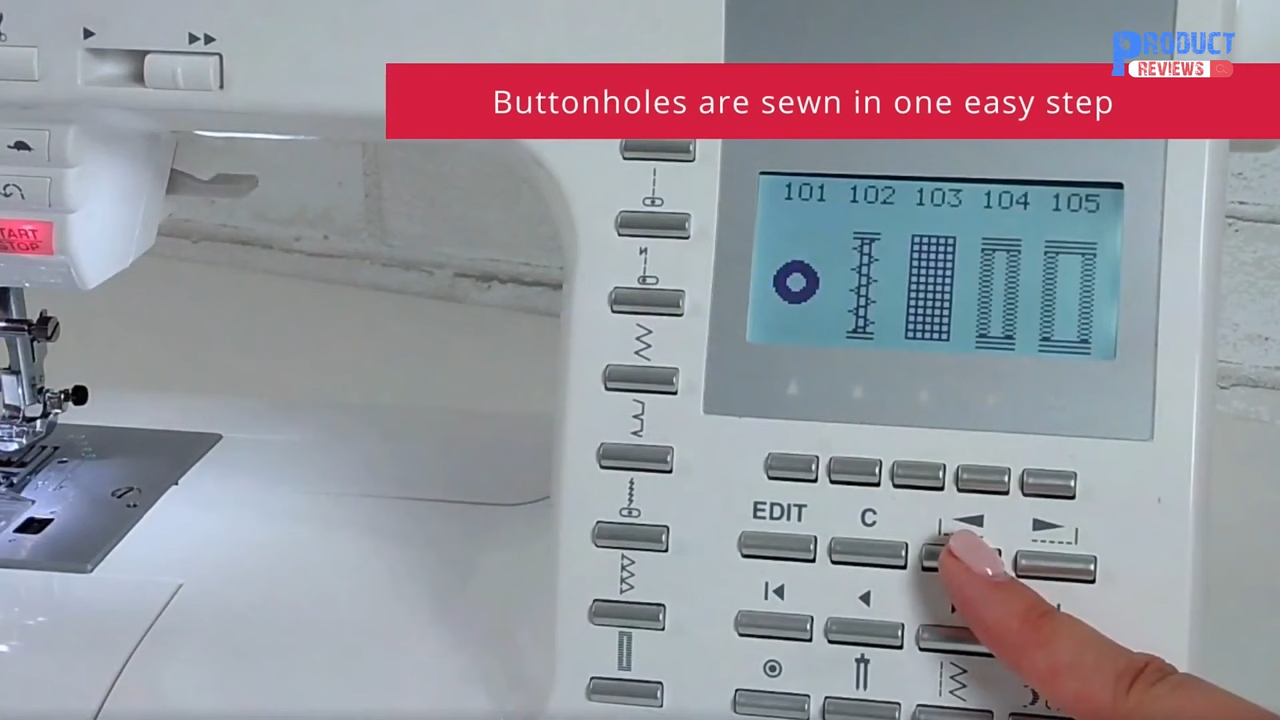 PRODUCT
REVIEWS
Buttonholes are sewn in one easy step
101 102 103 104 105
START
STOP
EDIT
C